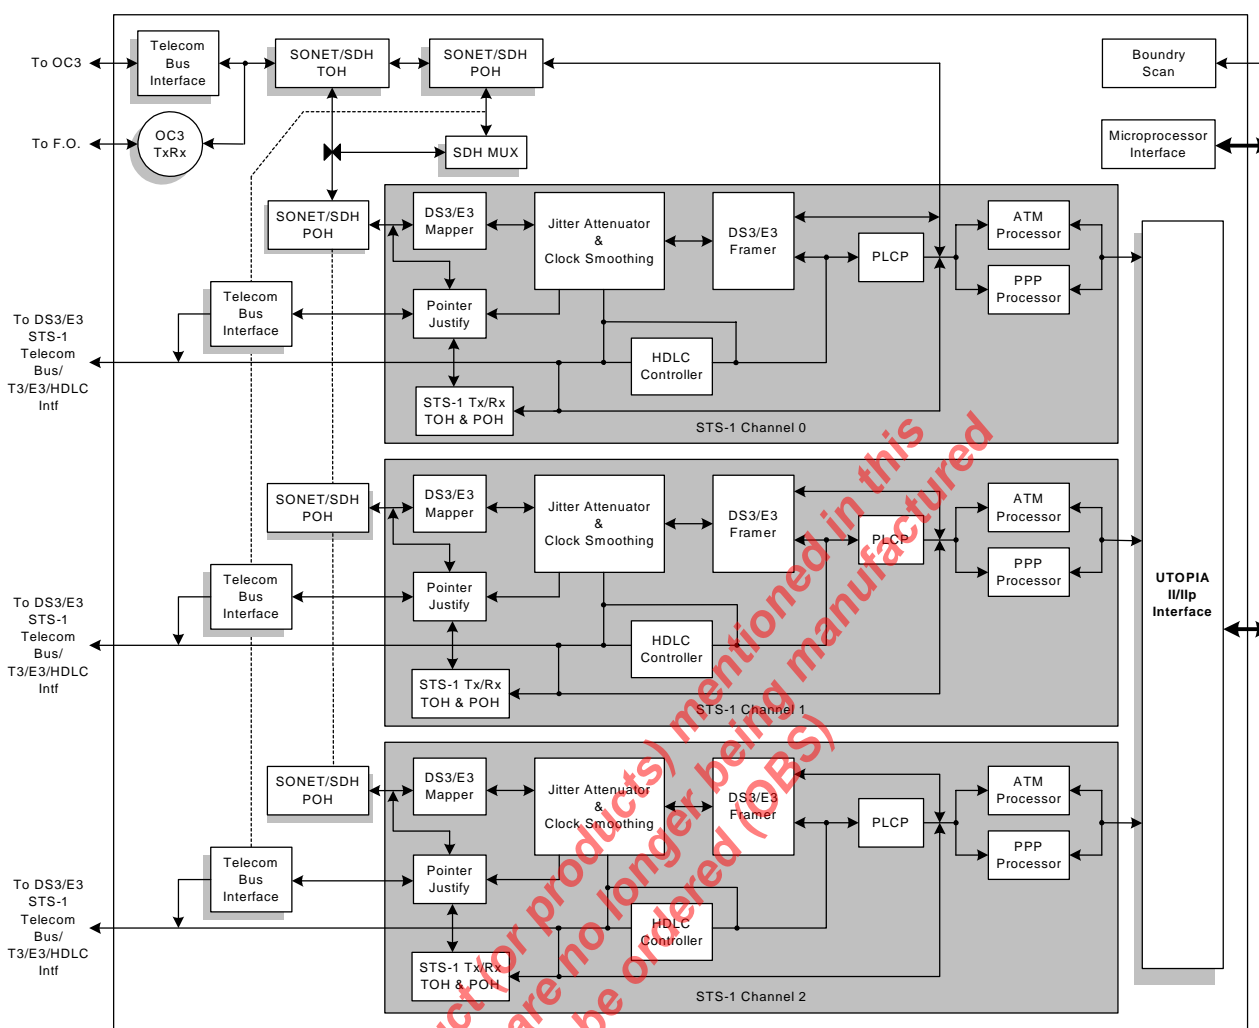 To OC3
Telecom
Bus
Interface
SONET/SDH
TOH
SONET/SDH
POH
Boundry
Scan
To F.O.
OC3
TxRx
SDH MUX
Microprocessor
Interface
SONET/SDH
POH
DS3/E3
Mapper
Jitter Attenuator
&
Clock Smoothing
DS3/E3
Framer
PLCP
ATM
Processor
PPP
Processor
Telecom
Bus
Interface
Pointer
Justify
To DS3/E3
STS-1
Telecom
Bus/
T3/E3/HDLC
Intf
HDLC
Controller
STS-1 Tx/Rx
TOH & POH
STS-1 Channel 0
SONET/SDH
POH
DS3/E3
Mapper
Jitter Attenuator
&
Clock Smoothing
DS3/E3
Framer
PLCP
ATM
Processor
PPP
Processor
Telecom
Bus
Interface
Pointer
Justify
To DS3/E3
STS-1
Telecom
Bus/
T3/E3/HDLC
Intf
HDLC
Controller
STS-1 Tx/Rx
TOH & POH
STS-1 Channel 1
UTOPIA
II/IIp
Interface
SONET/SDH
POH
DS3/E3
Mapper
Jitter Attenuator
&
Clock Smoothing
DS3/E3
Framer
PLCP
ATM
Processor
PPP
Processor
Telecom
Bus
Interface
Pointer
Justify
To DS3/E3
STS-1
Telecom
Bus/
T3/E3/HDLC
Intf
HDLC
Controller
STS-1 Tx/Rx
TOH & POH
STS-1 Channel 2
(or products) mentioned in this
are no longer being manufactured
be ordered (OBS)